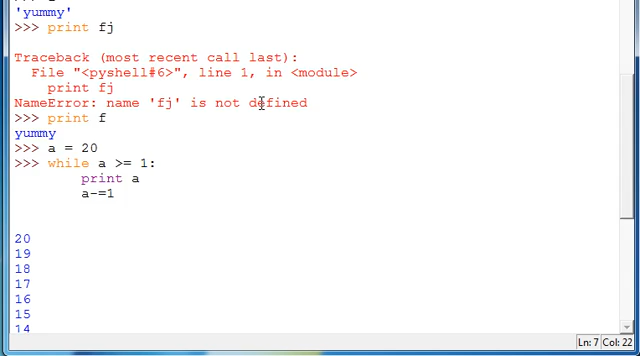 'yummy'
>>> print fj
Traceback (most recent call last):
  File "<pyshell#6>", line 1, in <module>
    print fj
NameError: name 'fj' is not defined
>>> print f
yummy
>>> a = 20
>>> while a >= 1:
        print a
        a-=1
20
19
18
17
16
15
14
Ln: 7 Col: 22